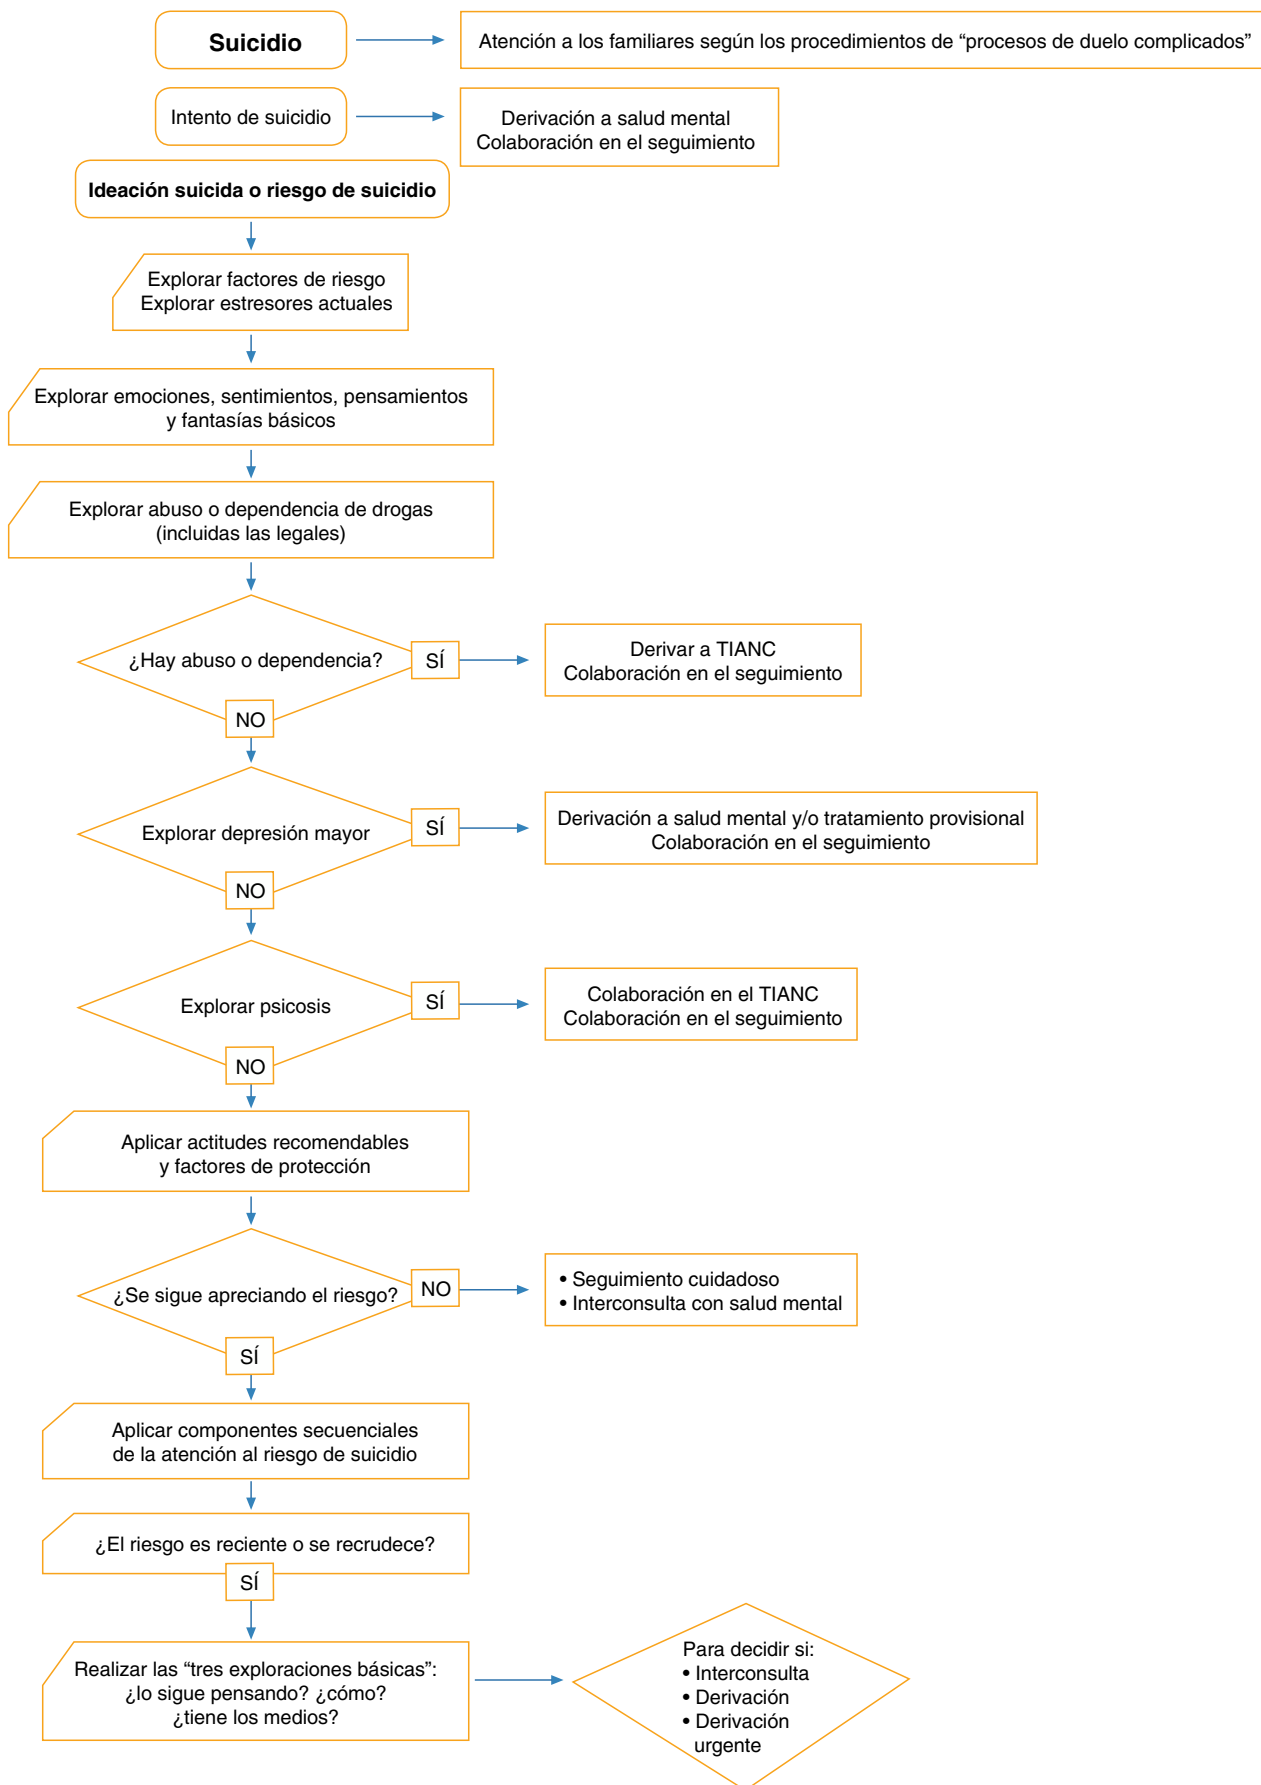 Suicidio
Atención a los familiares según los procedimientos de “procesos de duelo complicados”
Intento de suicidio
Derivación a salud mental
Colaboración en el seguimiento
Ideación suicida o riesgo de suicidio
Explorar factores de riesgo
Explorar estresores actuales
Explorar emociones, sentimientos, pensamientos
y fantasías básicos
Explorar abuso o dependencia de drogas
(incluidas las legales)
¿Hay abuso o dependencia?
SÍ
Derivar a TIANC
Colaboración en el seguimiento
NO
Explorar depresión mayor
SÍ
Derivación a salud mental y/o tratamiento provisional
Colaboración en el seguimiento
NO
Explorar psicosis
SÍ
Colaboración en el TIANC
Colaboración en el seguimiento
NO
Aplicar actitudes recomendables
y factores de protección
¿Se sigue apreciando el riesgo?
NO
• Seguimiento cuidadoso
• Interconsulta con salud mental
SÍ
Aplicar componentes secuenciales
de la atención al riesgo de suicidio
¿El riesgo es reciente o se recrudece?
SÍ
Realizar las “tres exploraciones básicas”:
¿lo sigue pensando? ¿cómo?
¿tiene los medios?
Para decidir si:
• Interconsulta
• Derivación
• Derivación
urgente